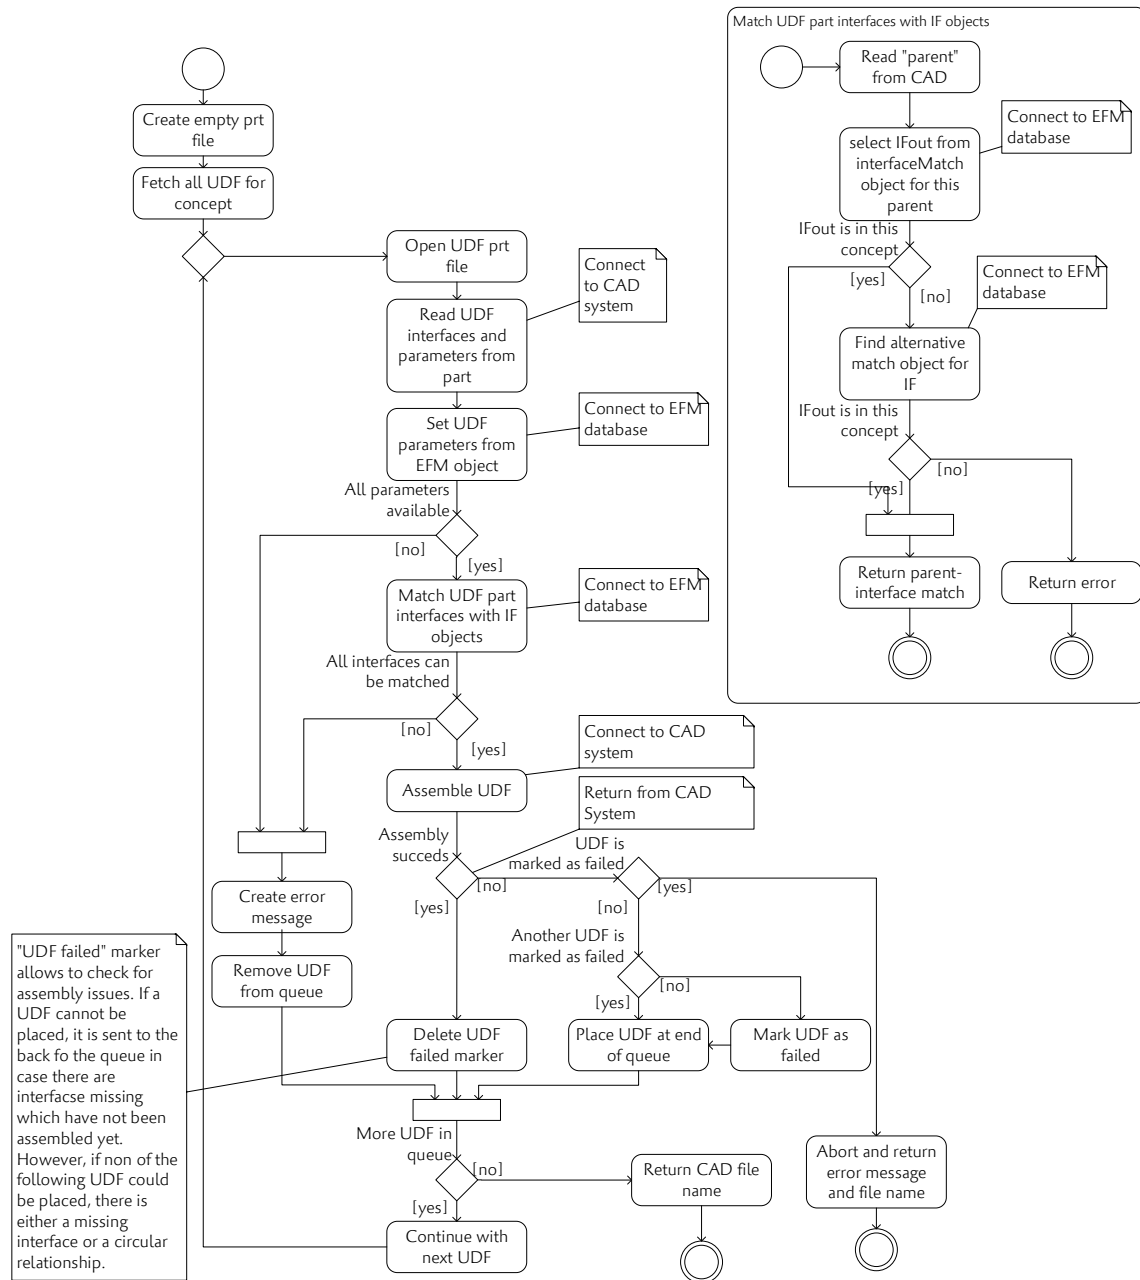 Match UDF part interfaces with IF objects
Read "parent"
from CAD
Connect to EFM
database
select IFout from
interfaceMatch
object for this
parent
IFout is in this
concept
[yes]
[no]
Connect to EFM
database
Find alternative
match object for
IF
IFout is in this
concept
[no]
[yes]
Return parent-
interface match
Return error
Create empty prt
file
Fetch all UDF for
concept
Open UDF prt
file
Connect
to CAD
system
Read UDF
interfaces and
parameters from
part
Set UDF
parameters from
EFM object
Connect to EFM
database
All parameters
available
[no]
[yes]
Match UDF part
interfaces with IF
objects
Connect to EFM
database
All interfaces can
be matched
[no]
[yes]
Connect to CAD
system
Assemble UDF
Return from CAD
System
Assembly
succeds
[no]
[yes]
UDF is
marked as failed
[yes]
[no]
Another UDF is
marked as failed
[no]
[yes]
Create error
message
Remove UDF
from queue
Delete UDF
failed marker
Place UDF at end
of queue
Mark UDF as
failed
"UDF failed" marker
allows to check for
assembly issues. If a
UDF cannot be
placed, it is sent to the
back fo the queue in
case there are
interfacse missing
which have not been
assembled yet.
However, if non of the
following UDF could
be placed, there is
either a missing
interface or a circular
relationship.
More UDF in
queue
[no]
[yes]
Return CAD file
name
Abort and return
error message
and file name
Continue with
next UDF